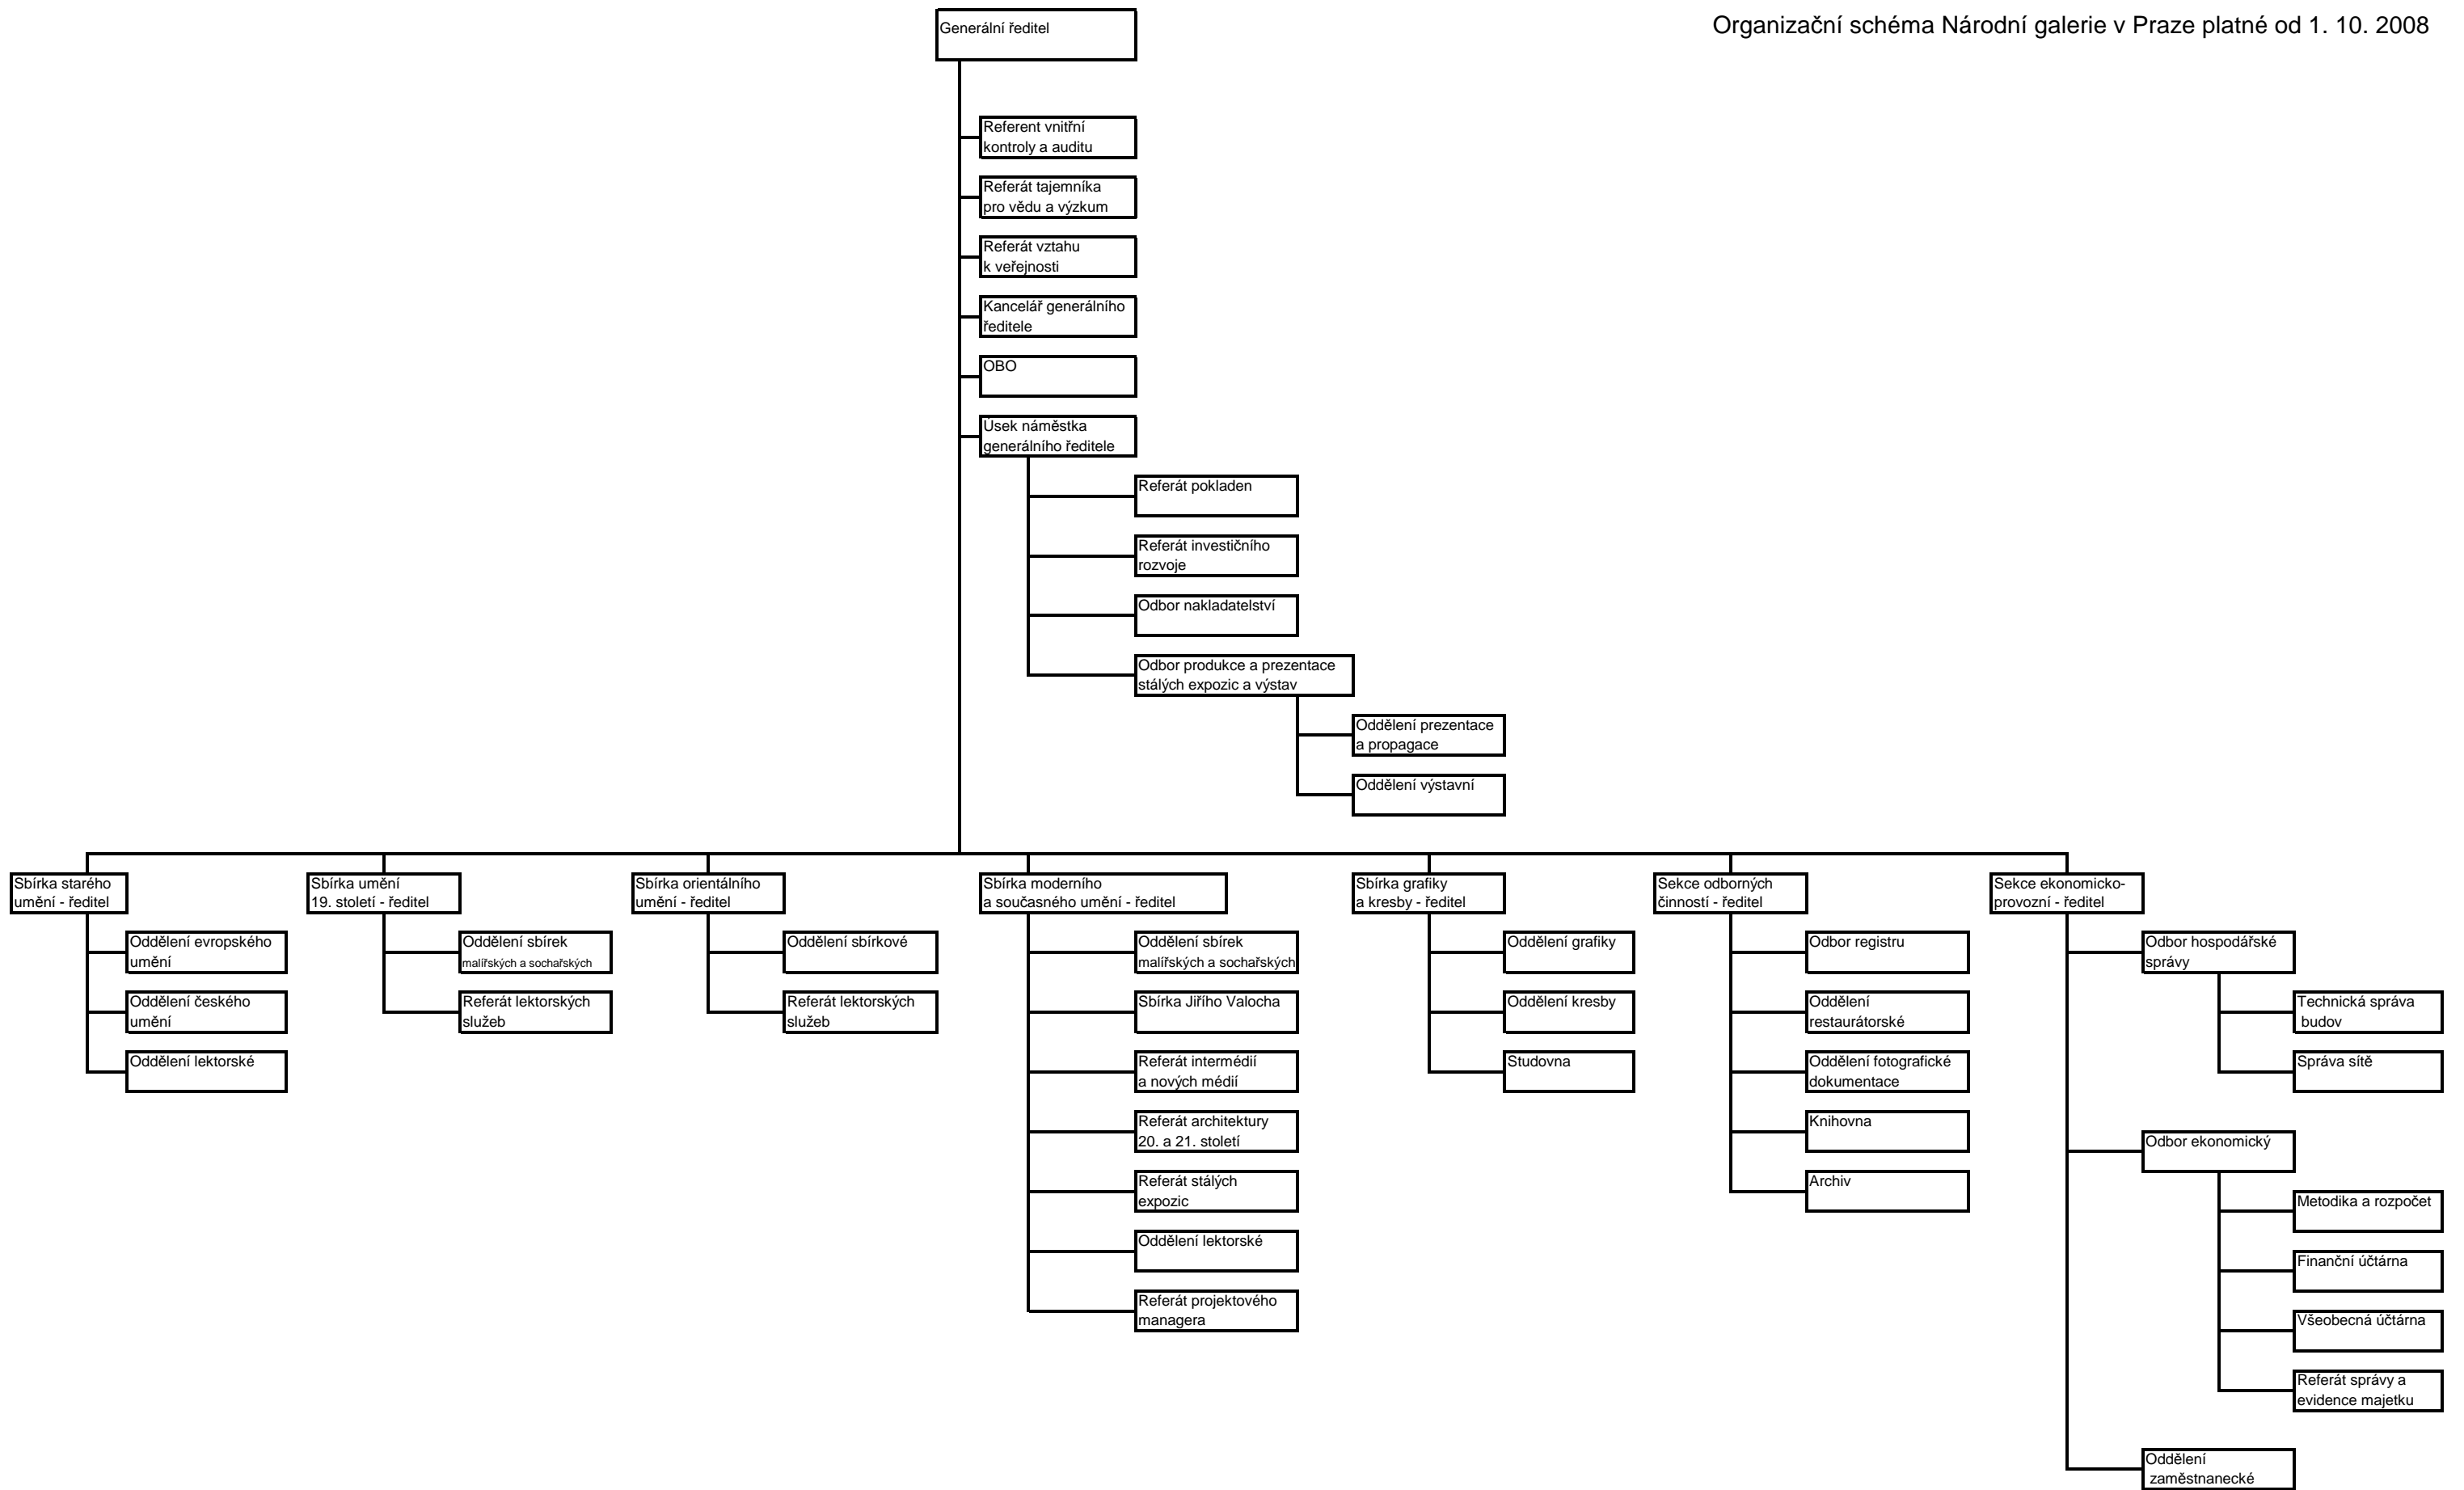 Organizační schéma Národní galerie v Praze platné od 1. 10. 2008
Generální ředitel
Referent vnitřní
kontroly a auditu
Referát tajemníka
pro vědu a výzkum
Referát vztahu
k veřejnosti
Kancelář generálního
ředitele
OBO
Úsek náměstka
generálního ředitele
Referát pokladen
Referát investičního
rozvoje
Odbor nakladatelství
Odbor produkce a prezentace
stálých expozic a výstav
Oddělení prezentace
a propagace
Oddělení výstavní
Sbírka starého
umění - ředitel
Oddělení evropského
umění
Oddělení českého
umění
Oddělení lektorské
Sbírka umění
19. století - ředitel
Oddělení sbírek
malířských a sochařských
Referát lektorských
služeb
Sbírka orientálního
umění - ředitel
Oddělení sbírkové
Referát lektorských
služeb
Sbírka moderního
a současného umění - ředitel
Oddělení sbírek
malířských a sochařských
Sbírka Jiřího Valocha
Referát intermédií
a nových médií
Referát architektury
20. a 21. století
Referát stálých
expozic
Oddělení lektorské
Referát projektového
managera
Sbírka grafiky
a kresby - ředitel
Oddělení grafiky
Oddělení kresby
Studovna
Sekce odborných
činností - ředitel
Odbor registru
Oddělení
restaurátorské
Oddělení fotografické
dokumentace
Knihovna
Archiv
Sekce ekonomicko-
provozní - ředitel
Odbor hospodářské
správy
Technická správa
budov
Správa sítě
Odbor ekonomický
Metodika a rozpočet
Finanční účtárna
Všeobecná účtárna
Referát správy a
evidence majetku
Oddělení
zaměstnanecké